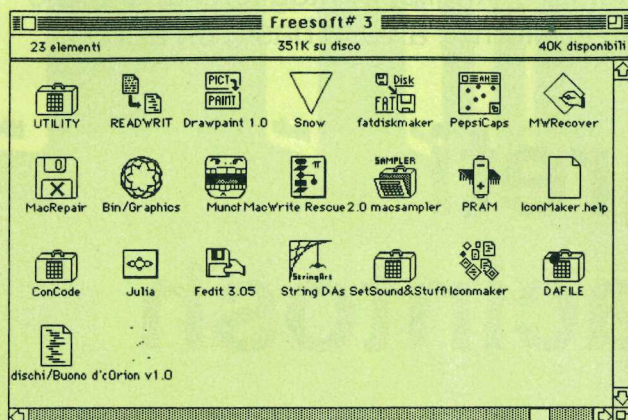 Freesoft# 3
23 elementi 351K su disco 40K disponibili
PICT
PAINT
Disk
FAT
UTILITY READWRIT Drawpaint 1.0 Snow fatdiskmaker PepsiCaps MWRecover
SAMPLER
MacRepair Bin/Graphics Munch MacWrite Rescue 2.0 macsampler PRAM IconMaker.help
StringArt
ConCode Julia Fedit 3.05 String DAs SetSound&Stuff! Iconmaker DAFILE
dischi/Buono d'cOrion v1.0